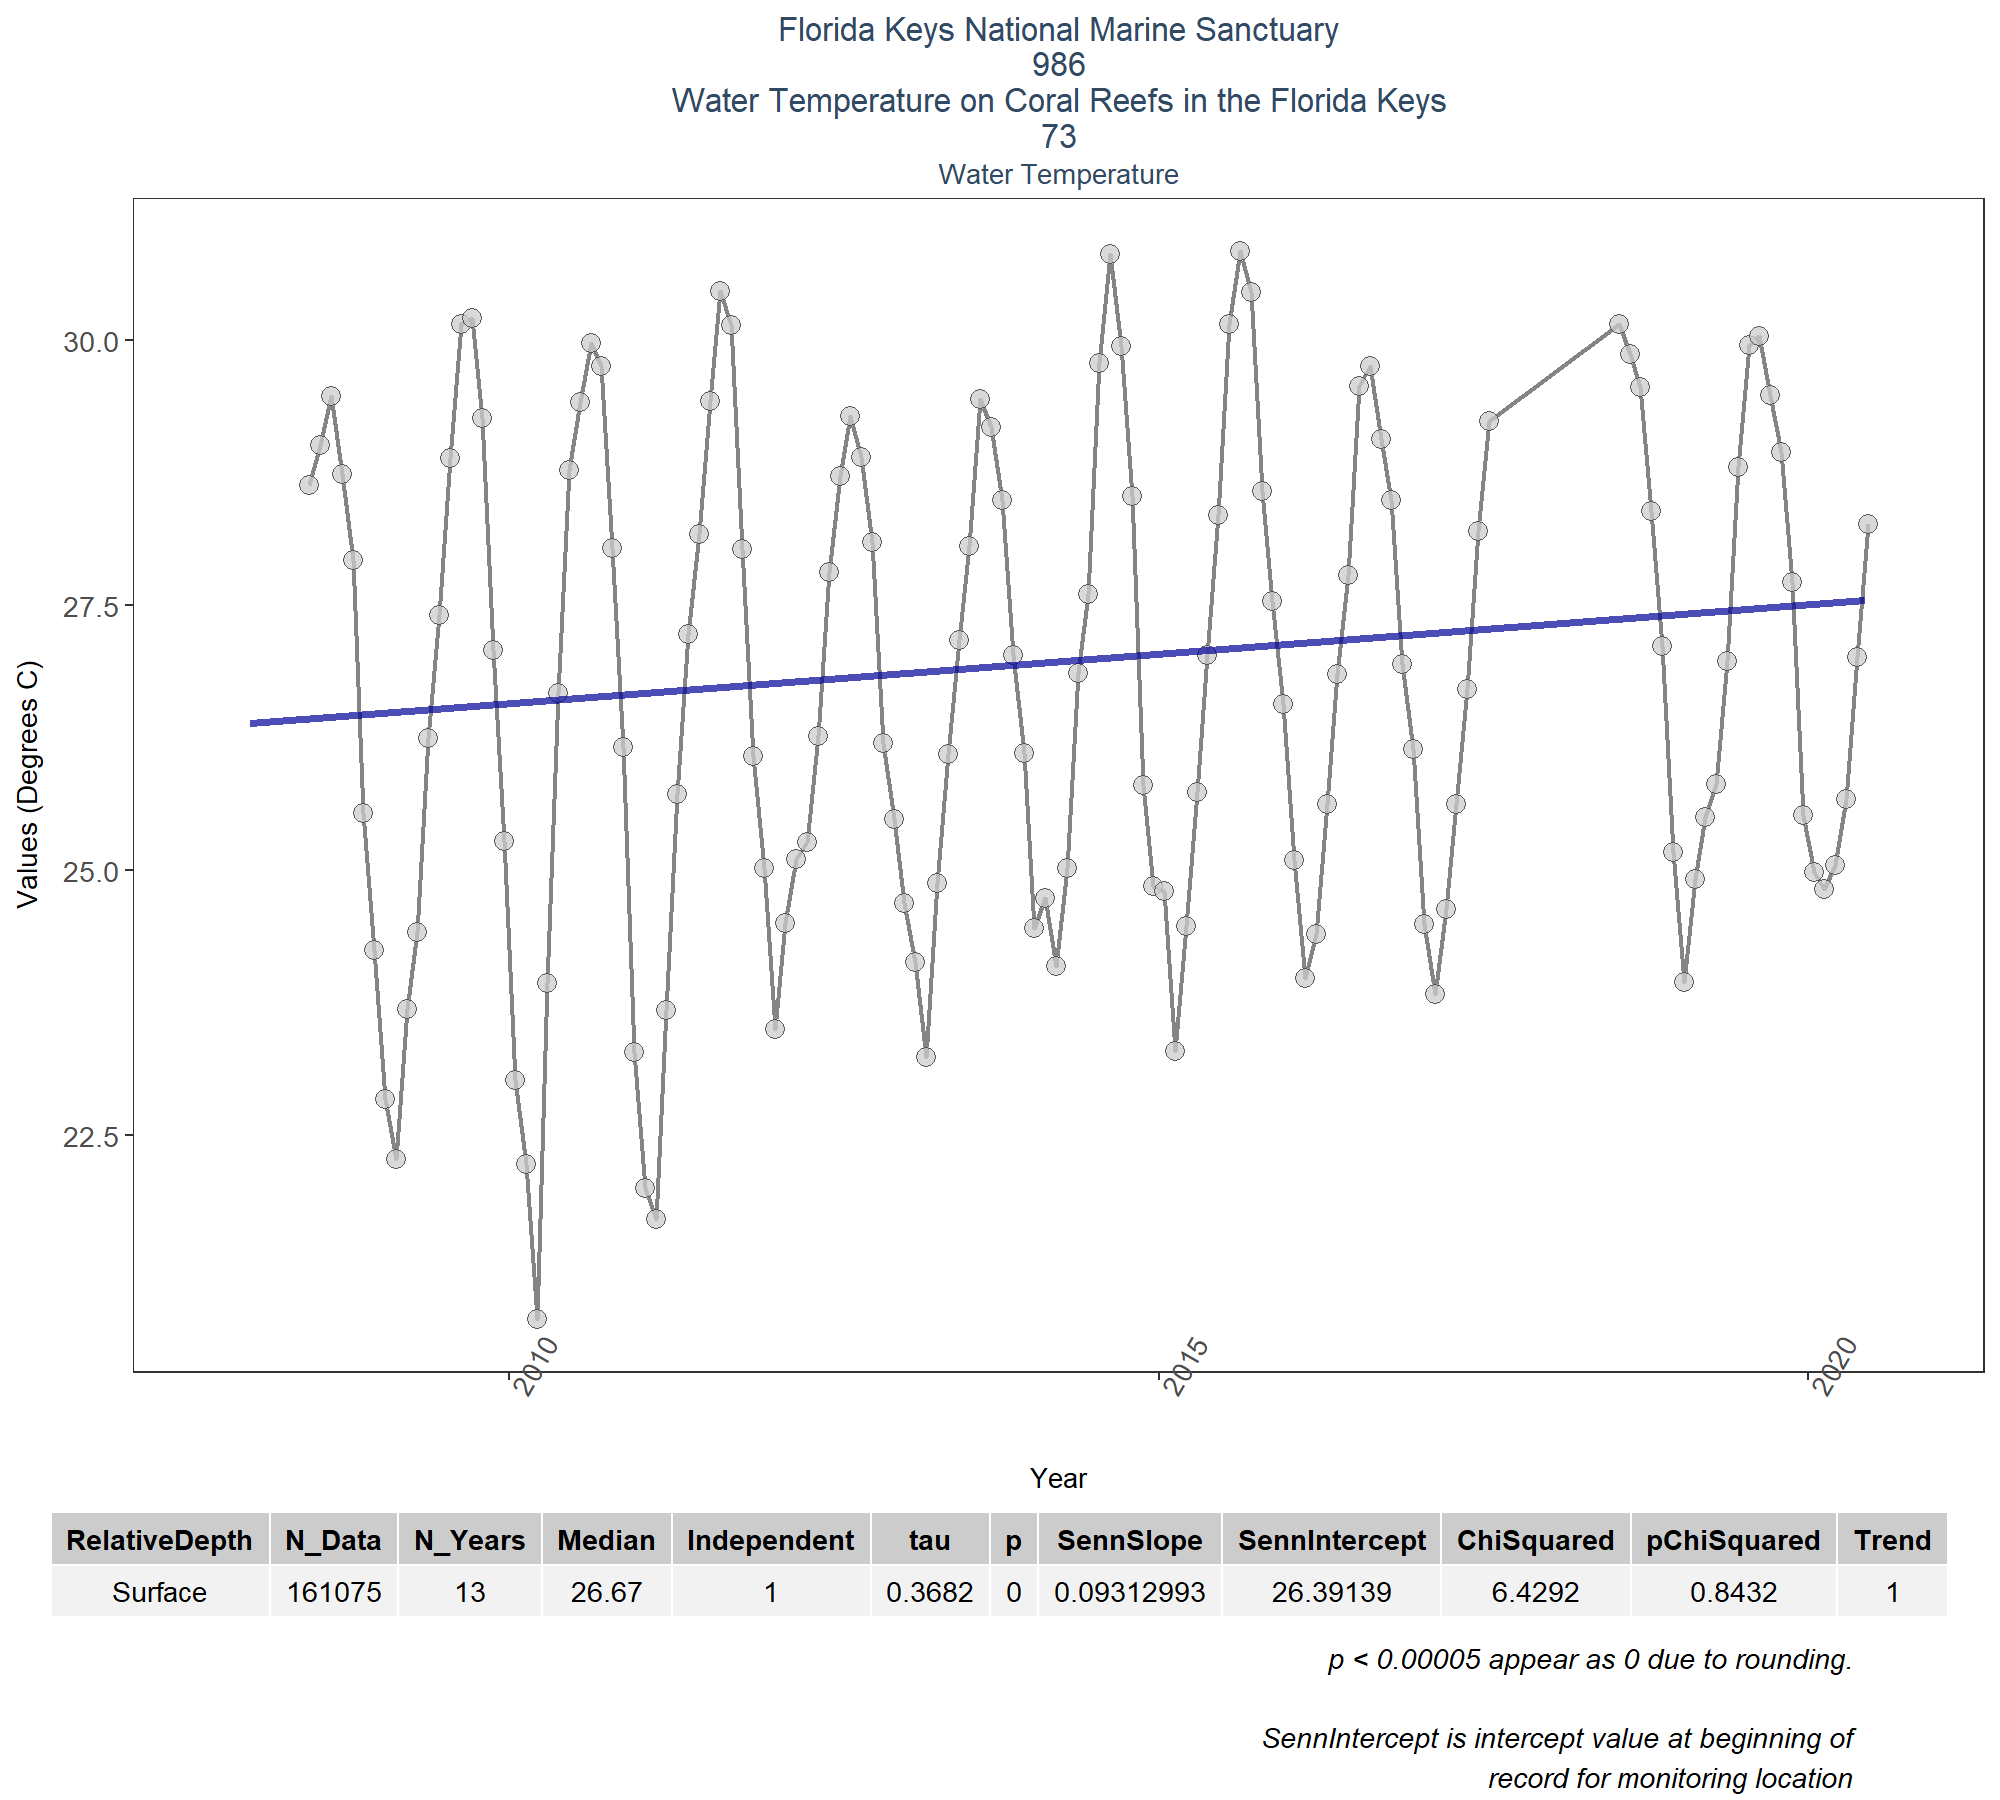 Florida Keys National Marine Sanctuary
986
Water Temperature on Coral Reefs in the Florida Keys
73
Water Temperature
30.0
27.5
25.0
22.5
Values (Degrees C)
2010 2015 2020
Year
RelativeDepth N_Data N_Years Median Independent tau p SennSlope SennIntercept ChiSquared pChiSquared Trend
Surface 161075 13 26.67 1 0.3682 0 0.09312993 26.39139 6.4292 0.8432 1
p < 0.00005 appear as 0 due to rounding.
SennIntercept is intercept value at beginning of
record for monitoring location